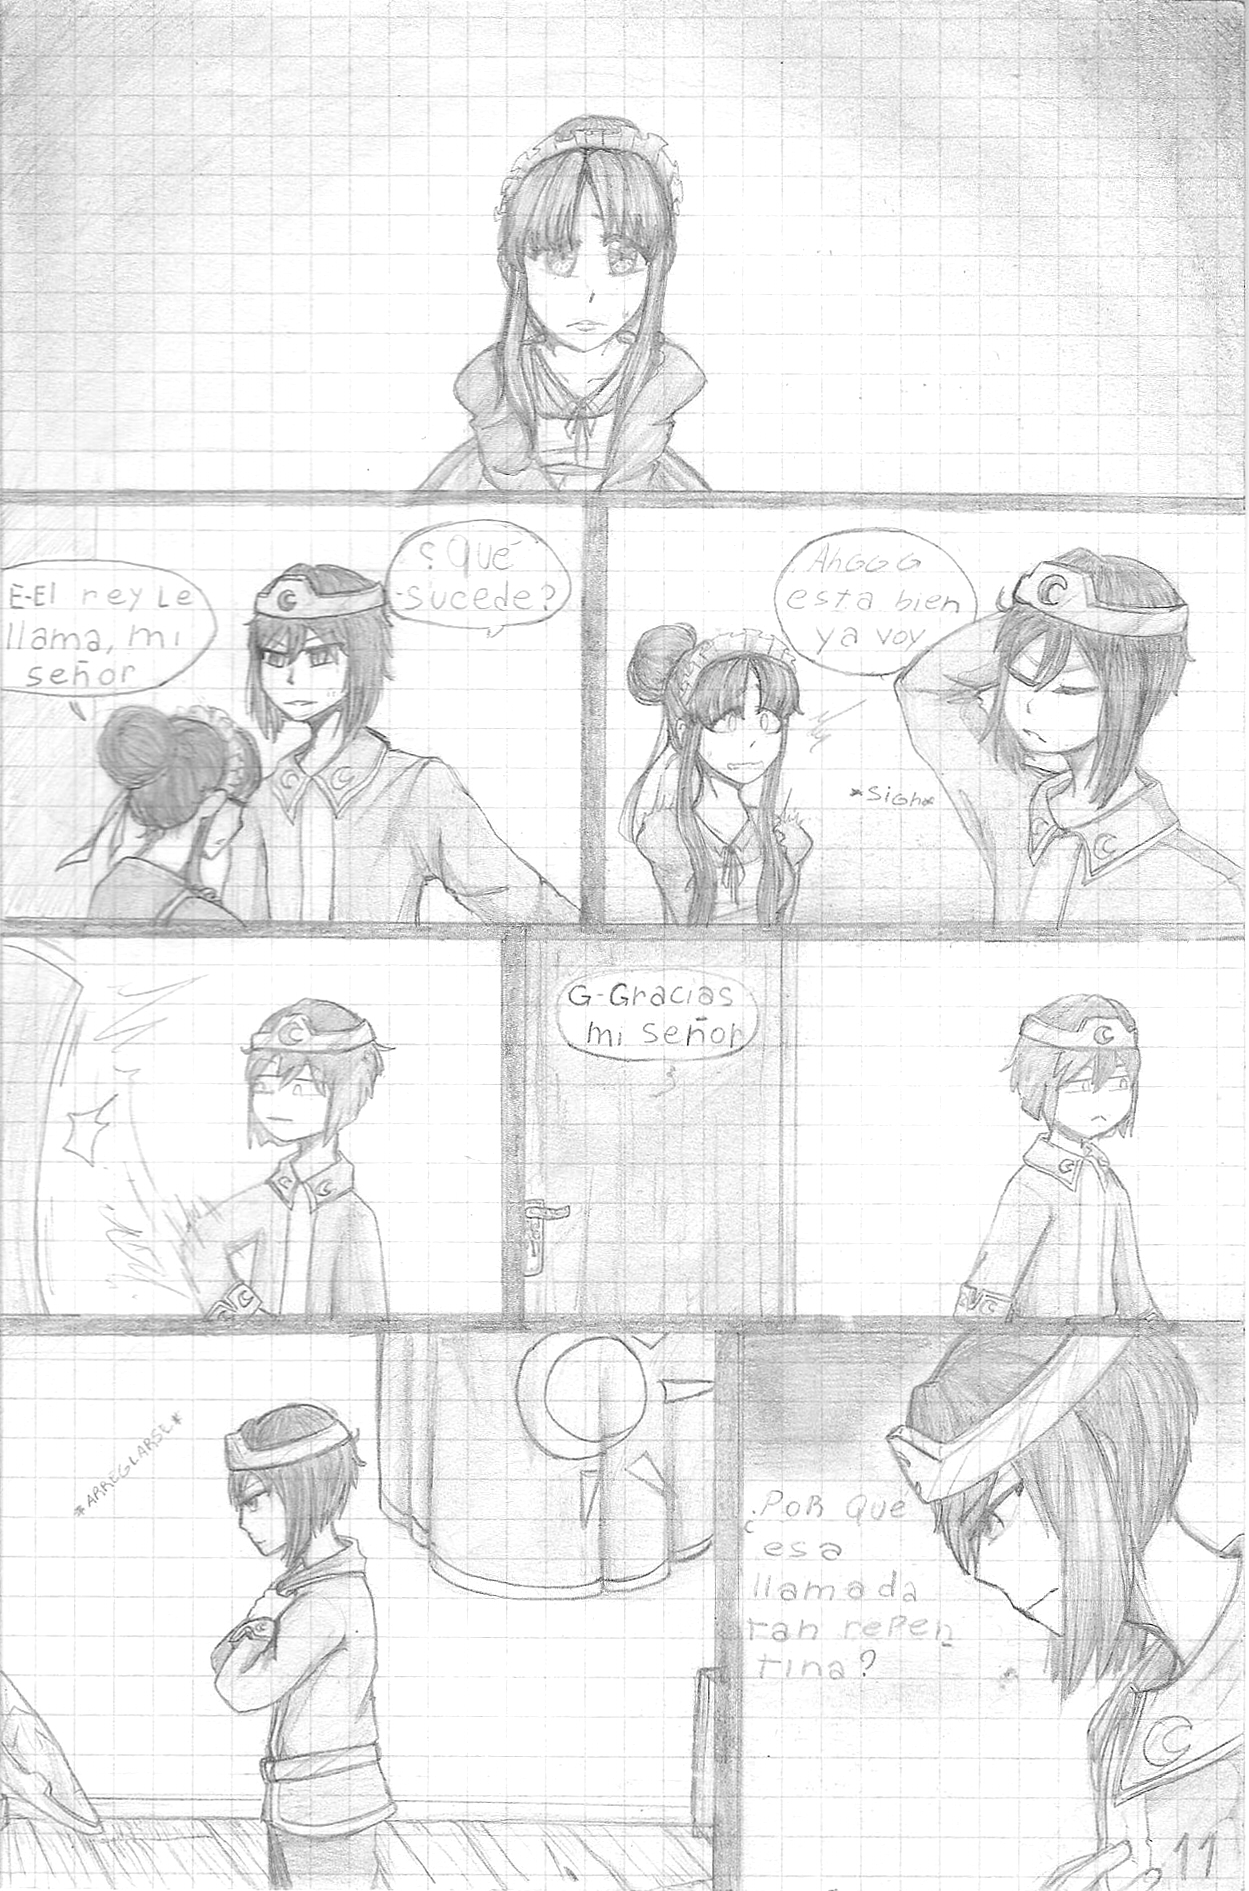 ¿Qué
sucede?
E-El rey Le
llama, mi
señor
AhGGG
esta bien
ya voy
*Sigh*
G-Gracias
mi señor
*ARREGLARSE*
¿Por que
esa
llamada
tan repen
tina?
11